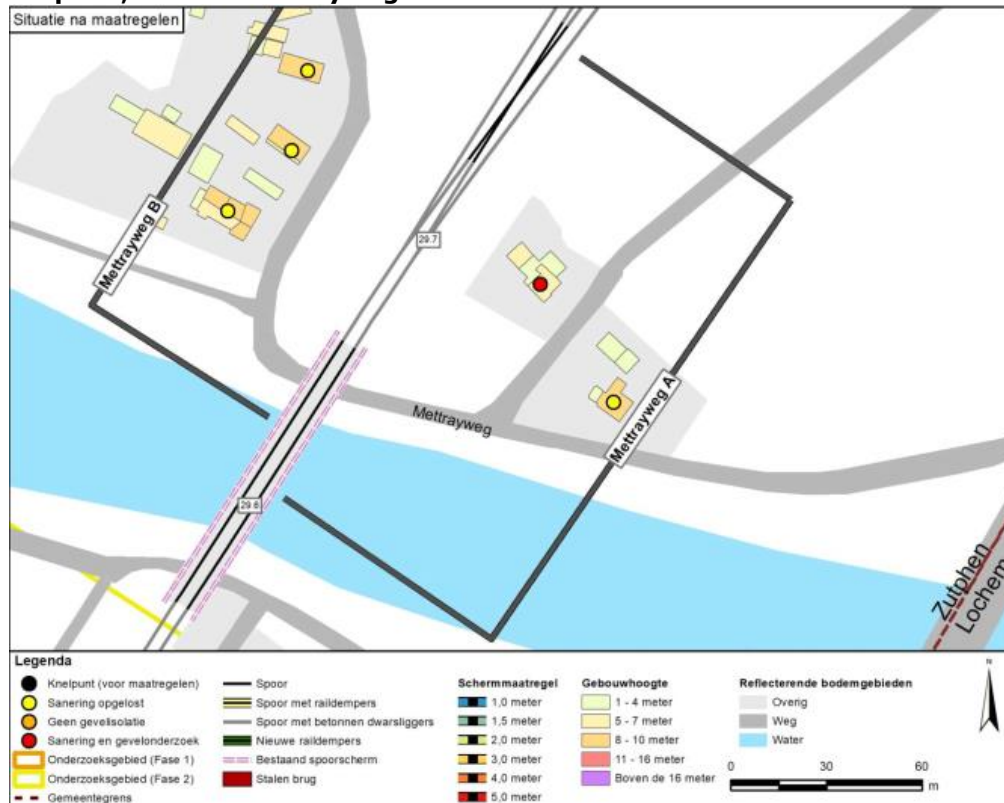 Situatie na maatregelen
Mettrayweg B
29.7
Mettrayweg
Mettrayweg A
29.6
Zutphen
Lochem
Legenda
Knelpunt (voor maatregelen)
Sanering opgelost
Geen gevelisolatie
Sanering en gevelonderzoek
Onderzoeksgebied (Fase 1)
Onderzoeksgebied (Fase 2)
Gemeentegrens
Spoor
Spoor met raildempers
Spoor met betonnen dwarsliggers
Nieuwe raildempers
Bestaand spoorscherm
Stalen brug
Schermmaatregel
1,0 meter
1,5 meter
2,0 meter
3,0 meter
4,0 meter
5,0 meter
Gebouwhoogte
1 - 4 meter
5 - 7 meter
8 - 10 meter
11 - 16 meter
Boven de 16 meter
Reflecterende bodemgebieden
Overig
Weg
Water
N
0 30 60
m